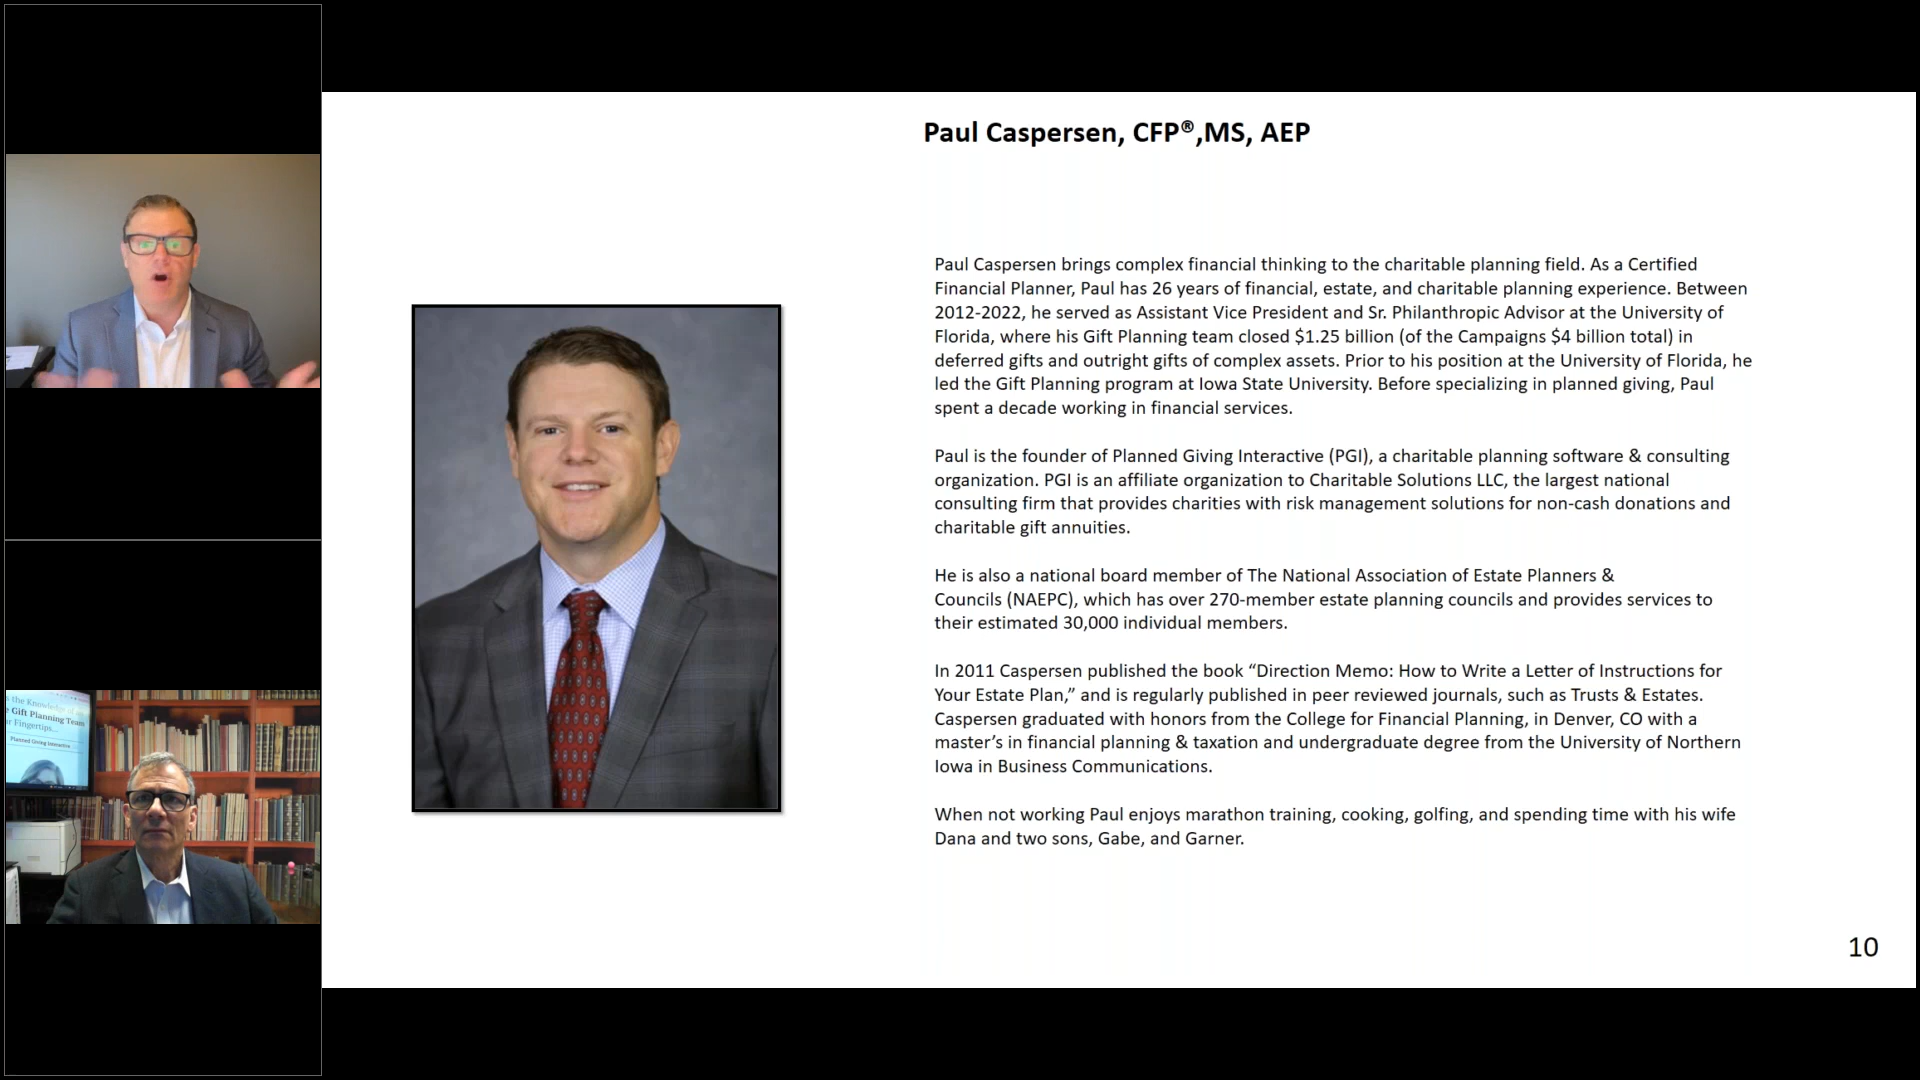 Paul Caspersen, CFP®,MS, AEP
Paul Caspersen brings complex financial thinking to the charitable planning field. As a Certified
Financial Planner, Paul has 26 years of financial, estate, and charitable planning experience. Between
2012-2022, he served as Assistant Vice President and Sr. Philanthropic Advisor at the University of
Florida, where his Gift Planning team closed $1.25 billion (of the Campaigns $4 billion total) in
deferred gifts and outright gifts of complex assets. Prior to his position at the University of Florida, he
led the Gift Planning program at Iowa State University. Before specializing in planned giving, Paul
spent a decade working in financial services.
Paul is the founder of Planned Giving Interactive (PGI), a charitable planning software & consulting
organization. PGI is an affiliate organization to Charitable Solutions LLC, the largest national
consulting firm that provides charities with risk management solutions for non-cash donations and
charitable gift annuities.
He is also a national board member of The National Association of Estate Planners &
Councils (NAEPC), which has over 270-member estate planning councils and provides services to
their estimated 30,000 individual members.
In 2011 Caspersen published the book “Direction Memo: How to Write a Letter of Instructions for
Your Estate Plan,” and is regularly published in peer reviewed journals, such as Trusts & Estates.
Caspersen graduated with honors from the College for Financial Planning, in Denver, CO with a
master’s in financial planning & taxation and undergraduate degree from the University of Northern
Iowa in Business Communications.
When not working Paul enjoys marathon training, cooking, golfing, and spending time with his wife
Dana and two sons, Gabe, and Garner.
10
the Knowledge of
Gift Planning Team
Fingertips...
Planned Giving Interactive